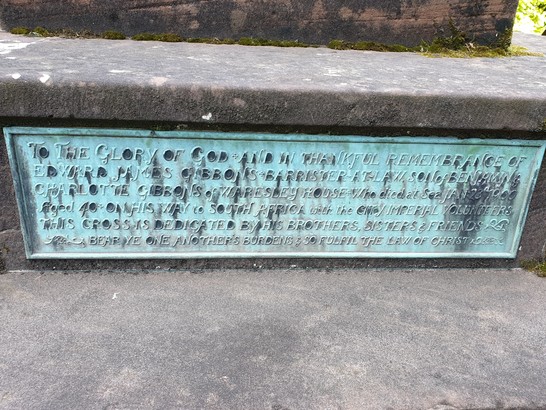 TO THE GLORY OF GOD & AND IN THANKFUL REMEMBRANCE OF
EDWARD JAMES GIBBONS · BARRISTER-AT-LAW, SON of BENJAMIN &
CHARLOTTE GIBBONS of WARESLEY HOUSE · Who died at Sea JAN
Aged 40 · ON HIS WAY to SOUTH AFRICA with the CITY IMPERIAL VOLUNTEERS
THIS CROSS IS DEDICATED BY HIS BROTHERS, SISTERS & FRIENDS
BEAR YE ONE ANOTHERS BURDENS & SO FULFIL THE LAW OF CHRIST